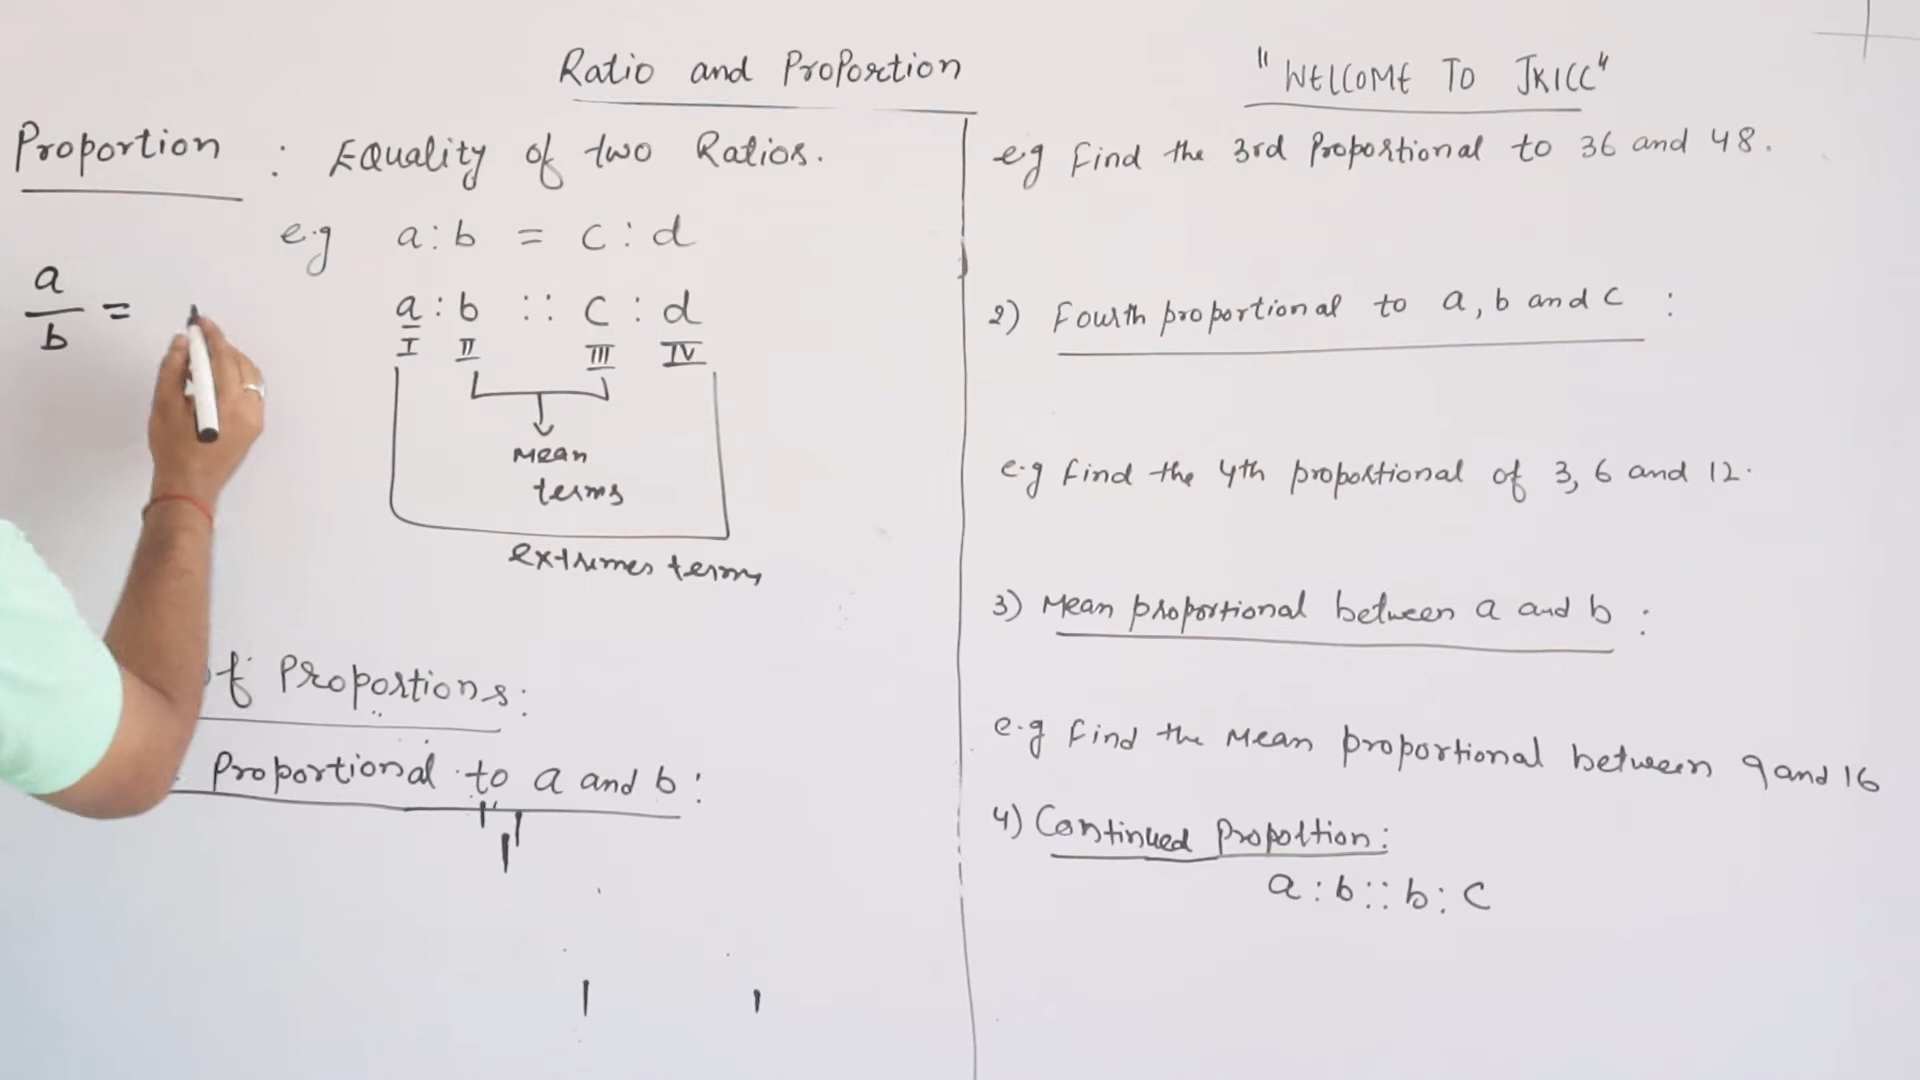 Ratio and Proportion
Proportion : Equality of two Ratios.
e.g a:b = c:d
a/b =
a:b :: c:d
I II III IV
Mean
terms
extremes terms
of Proportions:
Proportional to a and b:
"WELCOME TO JKICC"
eg Find the 3rd Proportional to 36 and 48.
2) Fourth proportional to a, b and c :
e.g find the 4th proportional of 3, 6 and 12.
3) Mean proportional between a and b :
e.g find the Mean proportional between 9 and 16
4) Continued Proportion:
a:b::b:c